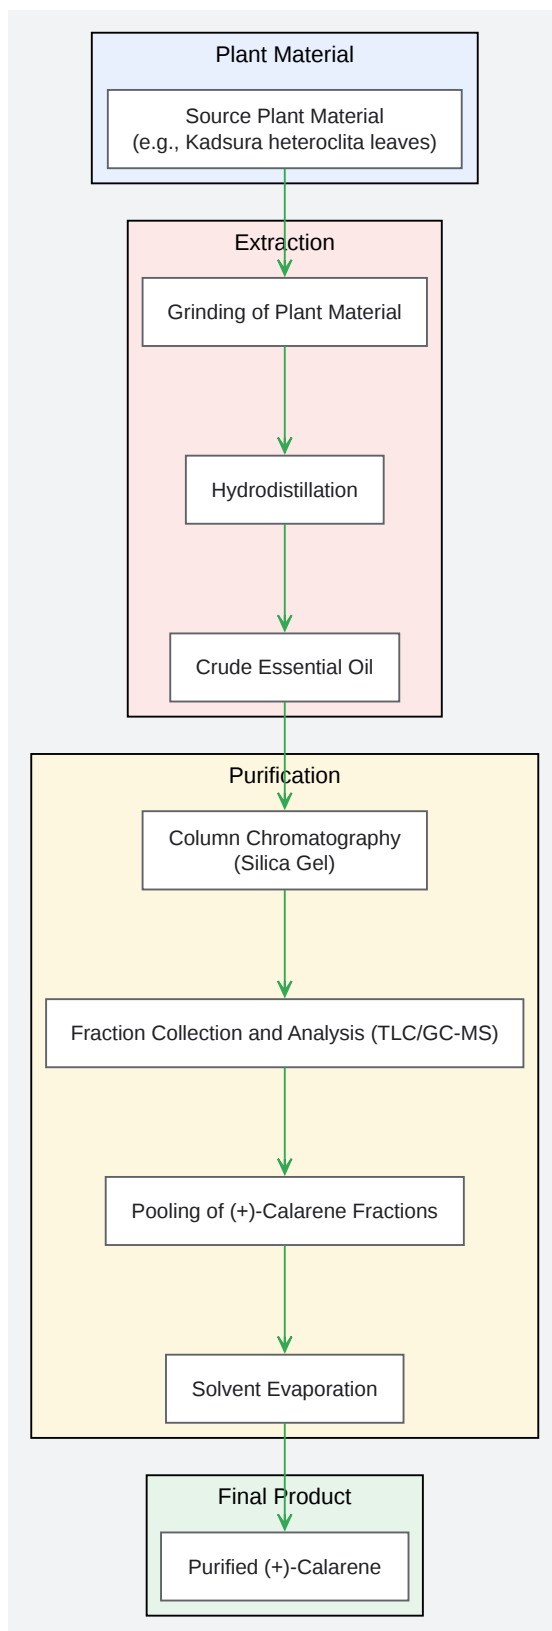 Plant Material
Source Plant Material
(e.g., Kadsura heteroclita leaves)
Extraction
Grinding of Plant Material
Hydrodistillation
Crude Essential Oil
Purification
Column Chromatography
(Silica Gel)
Fraction Collection and Analysis (TLC/GC-MS)
Pooling of (+)-Calarene Fractions
Solvent Evaporation
Final Product
Purified (+)-Calarene